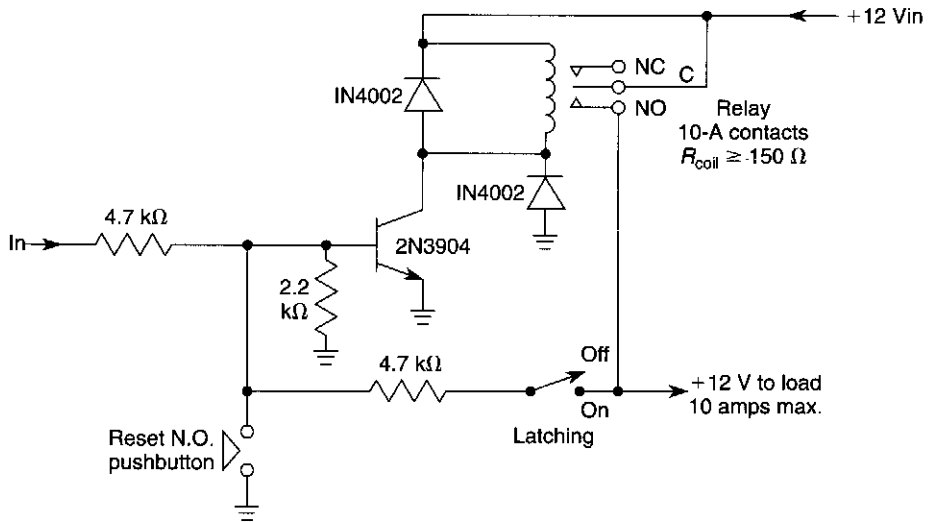 +12 Vin
NC
C
IN4002
NO
Relay
10-A contacts
Rcoil ≥ 150 Ω
IN4002
4.7 kΩ
In
2N3904
2.2
kΩ
4.7 kΩ
Off
+12 V to load
10 amps max.
On
Latching
Reset N.O.
pushbutton